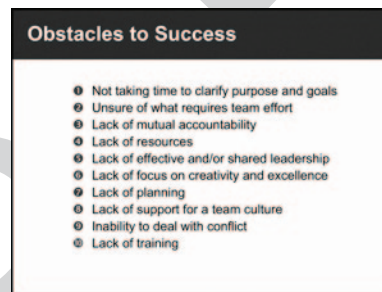 Obstacles to Success
❶ Not taking time to clarify purpose and goals
❷ Unsure of what requires team effort
❸ Lack of mutual accountability
❹ Lack of resources
❺ Lack of effective and/or shared leadership
❻ Lack of focus on creativity and excellence
❼ Lack of planning
❽ Lack of support for a team culture
❾ Inability to deal with conflict
❿ Lack of training